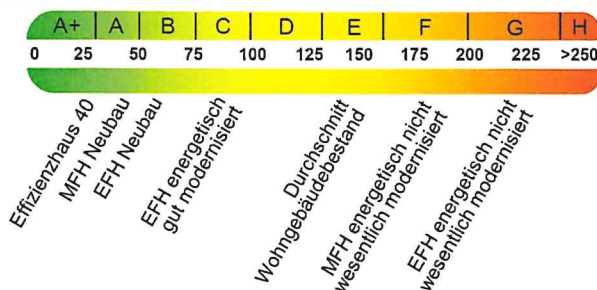 A+ A B C D E F G H
0 25 50 75 100 125 150 175 200 225 >250
Effizienzhaus 40
MFH Neubau
EFH Neubau
EFH energetisch
gut modernisiert
Durchschnitt
Wohngebäudebestand
MFH energetisch nicht
wesentlich modernisiert
EFH energetisch nicht
wesentlich modernisiert